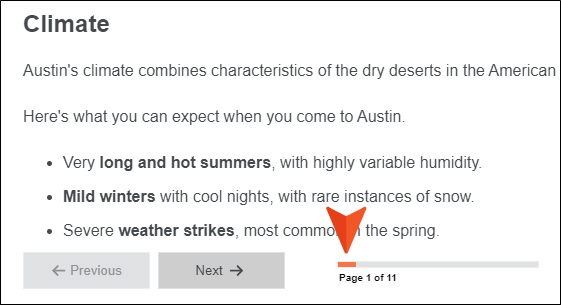 Climate
Austin's climate combines characteristics of the dry deserts in the American
Here's what you can expect when you come to Austin.
• Very long and hot summers, with highly variable humidity.
• Mild winters with cool nights, with rare instances of snow.
• Severe weather strikes, most common the spring.
← Previous
Next →
Page 1 of 11